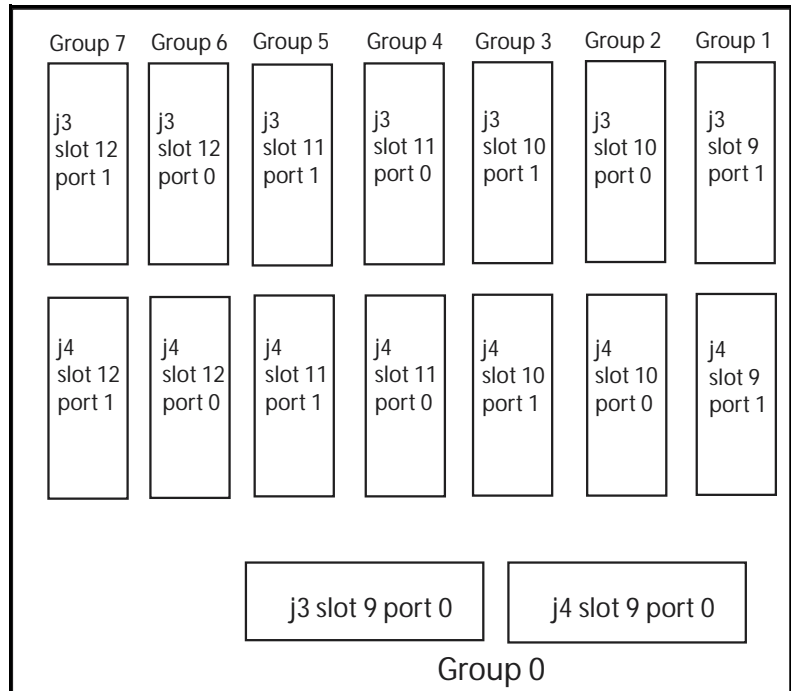 Group 7
Group 6
Group 5
Group 4
Group 3
Group 2
Group 1
j3
slot 12
port 1
j3
slot 12
port 0
j3
slot 11
port 1
j3
slot 11
port 0
j3
slot 10
port 1
j3
slot 10
port 0
j3
slot 9
port 1
j4
slot 12
port 1
j4
slot 12
port 0
j4
slot 11
port 1
j4
slot 11
port 0
j4
slot 10
port 1
j4
slot 10
port 0
j4
slot 9
port 1
j3 slot 9 port 0
j4 slot 9 port 0
Group 0